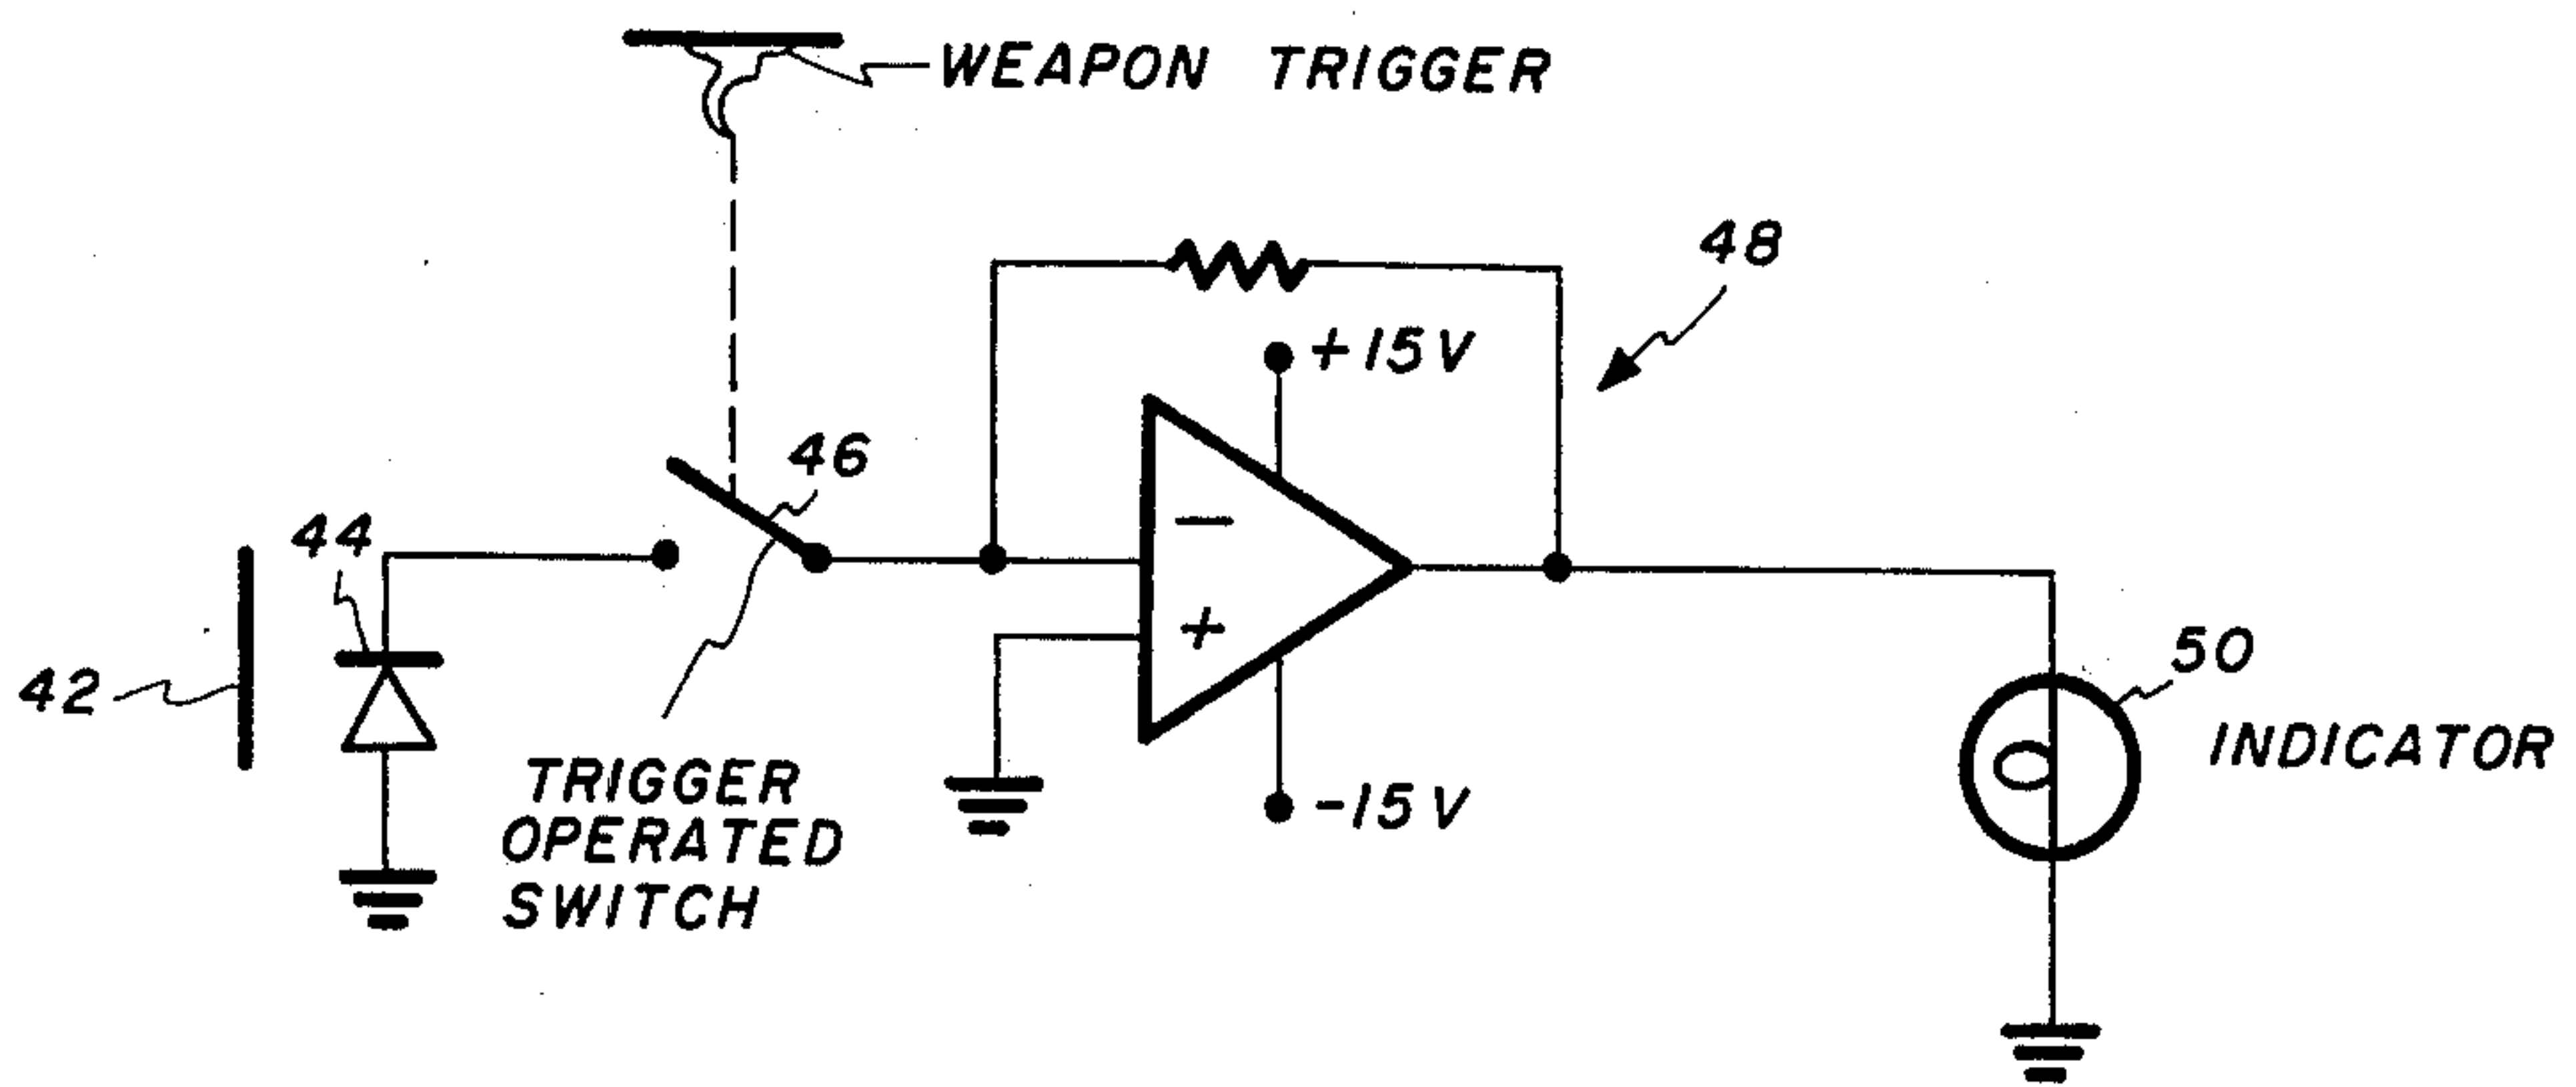 WEAPON TRIGGER
48
+15V
46
44
−
+
42
50
INDICATOR
TRIGGER
OPERATED
SWITCH
-15V